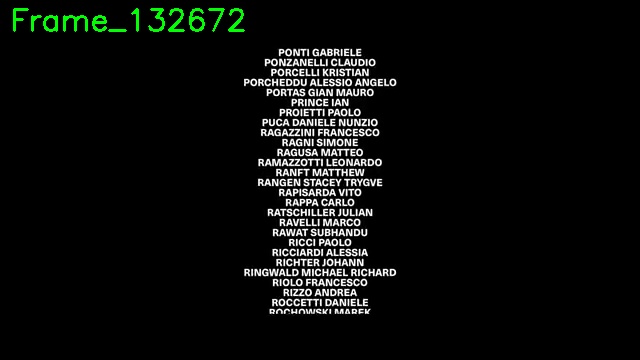 Frame_132672
PONTI GABRIELE
PONZANELLI CLAUDIO
PORCELLI KRISTIAN
PORCHEDDU ALESSIO ANGELO
PORTAS GIAN MAURO
PRINCE IAN
PROIETTI PAOLO
PUCA DANIELE NUNZIO
RAGAZZINI FRANCESCO
RAGNI SIMONE
RAGUSA MATTEO
RAMAZZOTTI LEONARDO
RANFT MATTHEW
RANGEN STACEY TRYGVE
RAPISARDA VITO
RAPPA CARLO
RATSCHILLER JULIAN
RAVELLI MARCO
RAWAT SUBHANDU
RICCI PAOLO
RICCIARDI ALESSIA
RICHTER JOHANN
RINGWALD MICHAEL RICHARD
RIOLO FRANCESCO
RIZZO ANDREA
ROCCETTI DANIELE
ROCHOWSKI MAREK